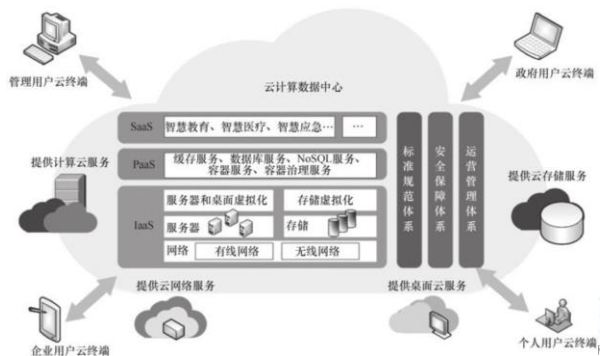 管理用户云终端
政府用户云终端
云计算数据中心
SaaS
智慧教育、智慧医疗、智慧应急…
…
提供计算云服务
PaaS
缓存服务、数据库服务、NoSQL服务、
容器服务、容器治理服务
标准规范体系
安全保障体系
运营管理体系
提供云存储服务
IaaS
服务器和桌面虚拟化
存储虚拟化
服务器
存储
网络
有线网络
无线网络
提供云网络服务
提供桌面云服务
企业用户云终端
个人用户云终端